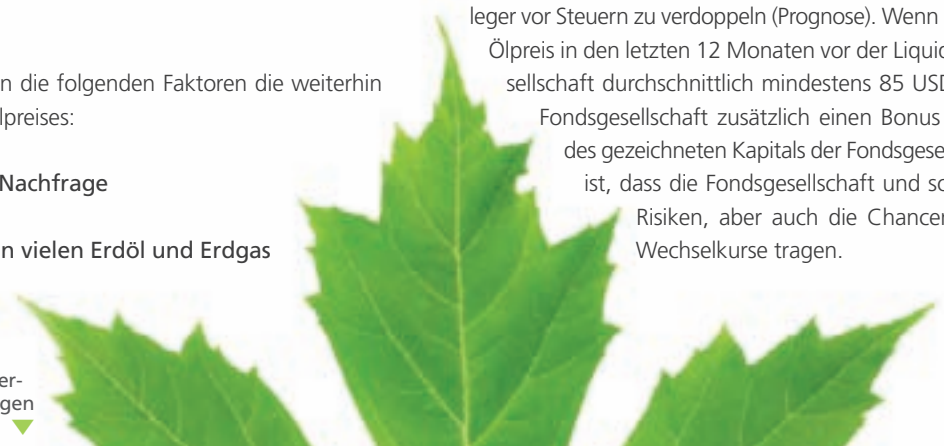 n die folgenden Faktoren die weiterhin
lpreises:
Nachfrage
n vielen Erdöl und Erdgas
er-
gen
leger vor Steuern zu verdoppeln (Prognose). Wenn
Ölpreis in den letzten 12 Monaten vor der Liquid
sellschaft durchschnittlich mindestens 85 USD
Fondsgesellschaft zusätzlich einen Bonus
des gezeichneten Kapitals der Fondsgese
ist, dass die Fondsgesellschaft und so
Risiken, aber auch die Chancen
Wechselkurse tragen.